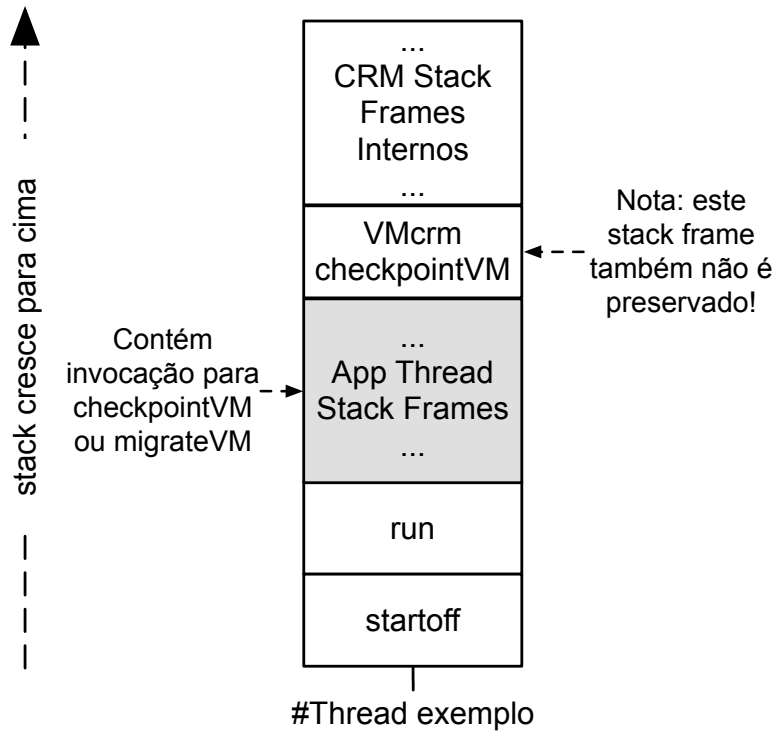 ...
CRM Stack
Frames
Internos
...
VMcrm
checkpointVM
Nota: este
stack frame
também não é
preservado!
stack cresce para cima
Contém
invocação para
checkpointVM
ou migrateVM
...
App Thread
Stack Frames
...
run
startoff
#Thread exemplo